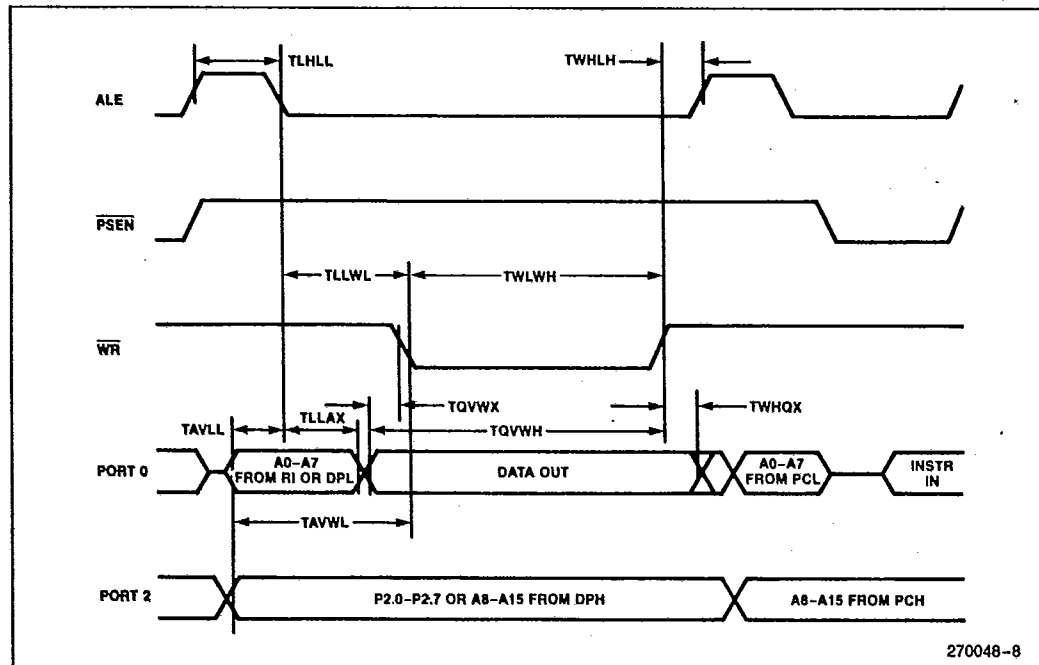 TLHLL
TWHLH
ALE
PSEN
TLLWL
TWLWH
WR
TQVWX
TWHQX
TAVLL
TLLAX
TQVWH
PORT 0
A0–A7
FROM RI OR DPL
DATA OUT
A0–A7
FROM PCL
INSTR
IN
TAVWL
PORT 2
P2.0–P2.7 OR A8–A15 FROM DPH
A8–A15 FROM PCH
270048–8